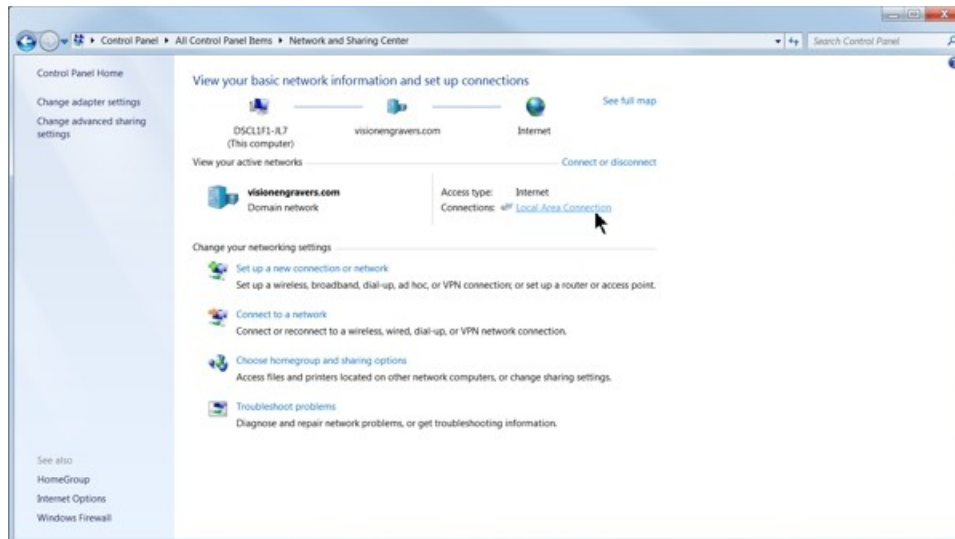 Control Panel ▸ All Control Panel Items ▸ Network and Sharing Center
Search Control Panel
Control Panel Home
Change adapter settings
Change advanced sharing
settings
See also
HomeGroup
Internet Options
Windows Firewall
View your basic network information and set up connections
See full map
DSCL1F1-JL7
(This computer)
visionengravers.com
Internet
View your active networks
Connect or disconnect
visionengravers.com
Domain network
Access type: Internet
Connections: Local Area Connection
Change your networking settings
Set up a new connection or network
Set up a wireless, broadband, dial-up, ad hoc, or VPN connection; or set up a router or access point.
Connect to a network
Connect or reconnect to a wireless, wired, dial-up, or VPN network connection.
Choose homegroup and sharing options
Access files and printers located on other network computers, or change sharing settings.
Troubleshoot problems
Diagnose and repair network problems, or get troubleshooting information.